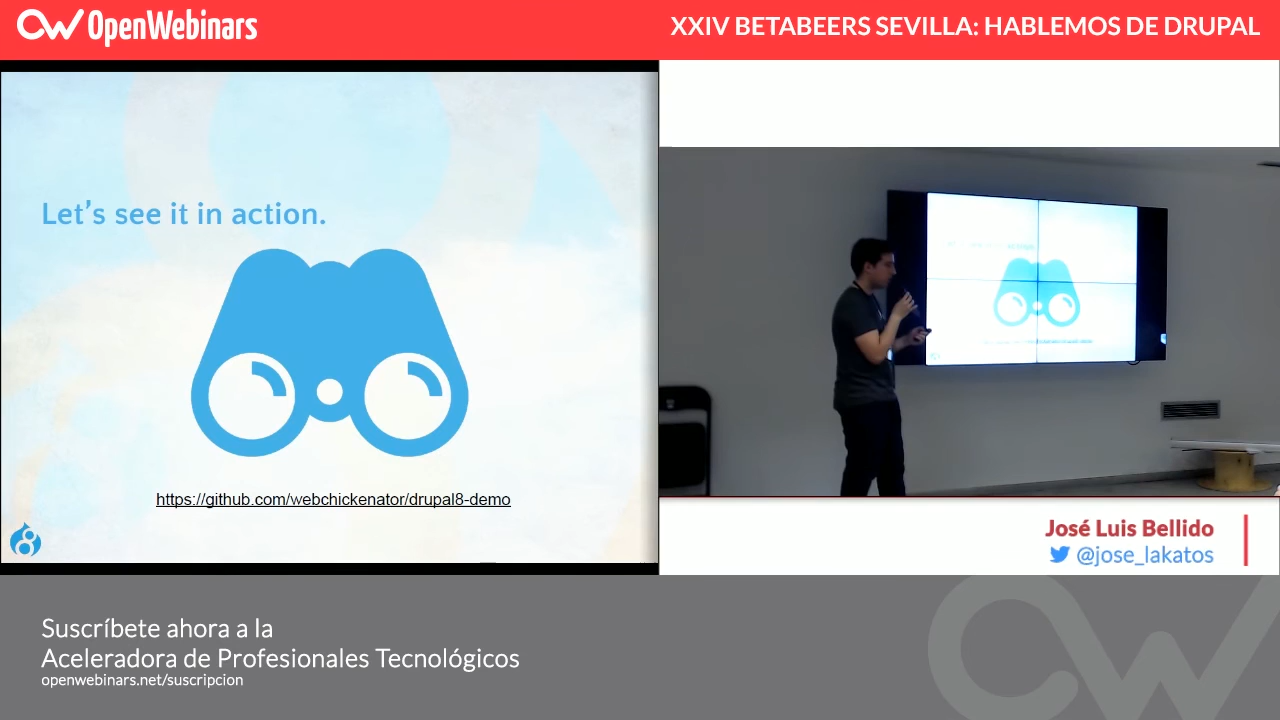 OpenWebinars
XXIV BETABEERS SEVILLA: HABLEMOS DE DRUPAL
Let's see it in action.
https://github.com/webchickenator/drupal8-demo
José Luis Bellido
@jose_lakatos
Suscríbete ahora a la
Aceleradora de Profesionales Tecnológicos
openwebinars.net/suscripcion